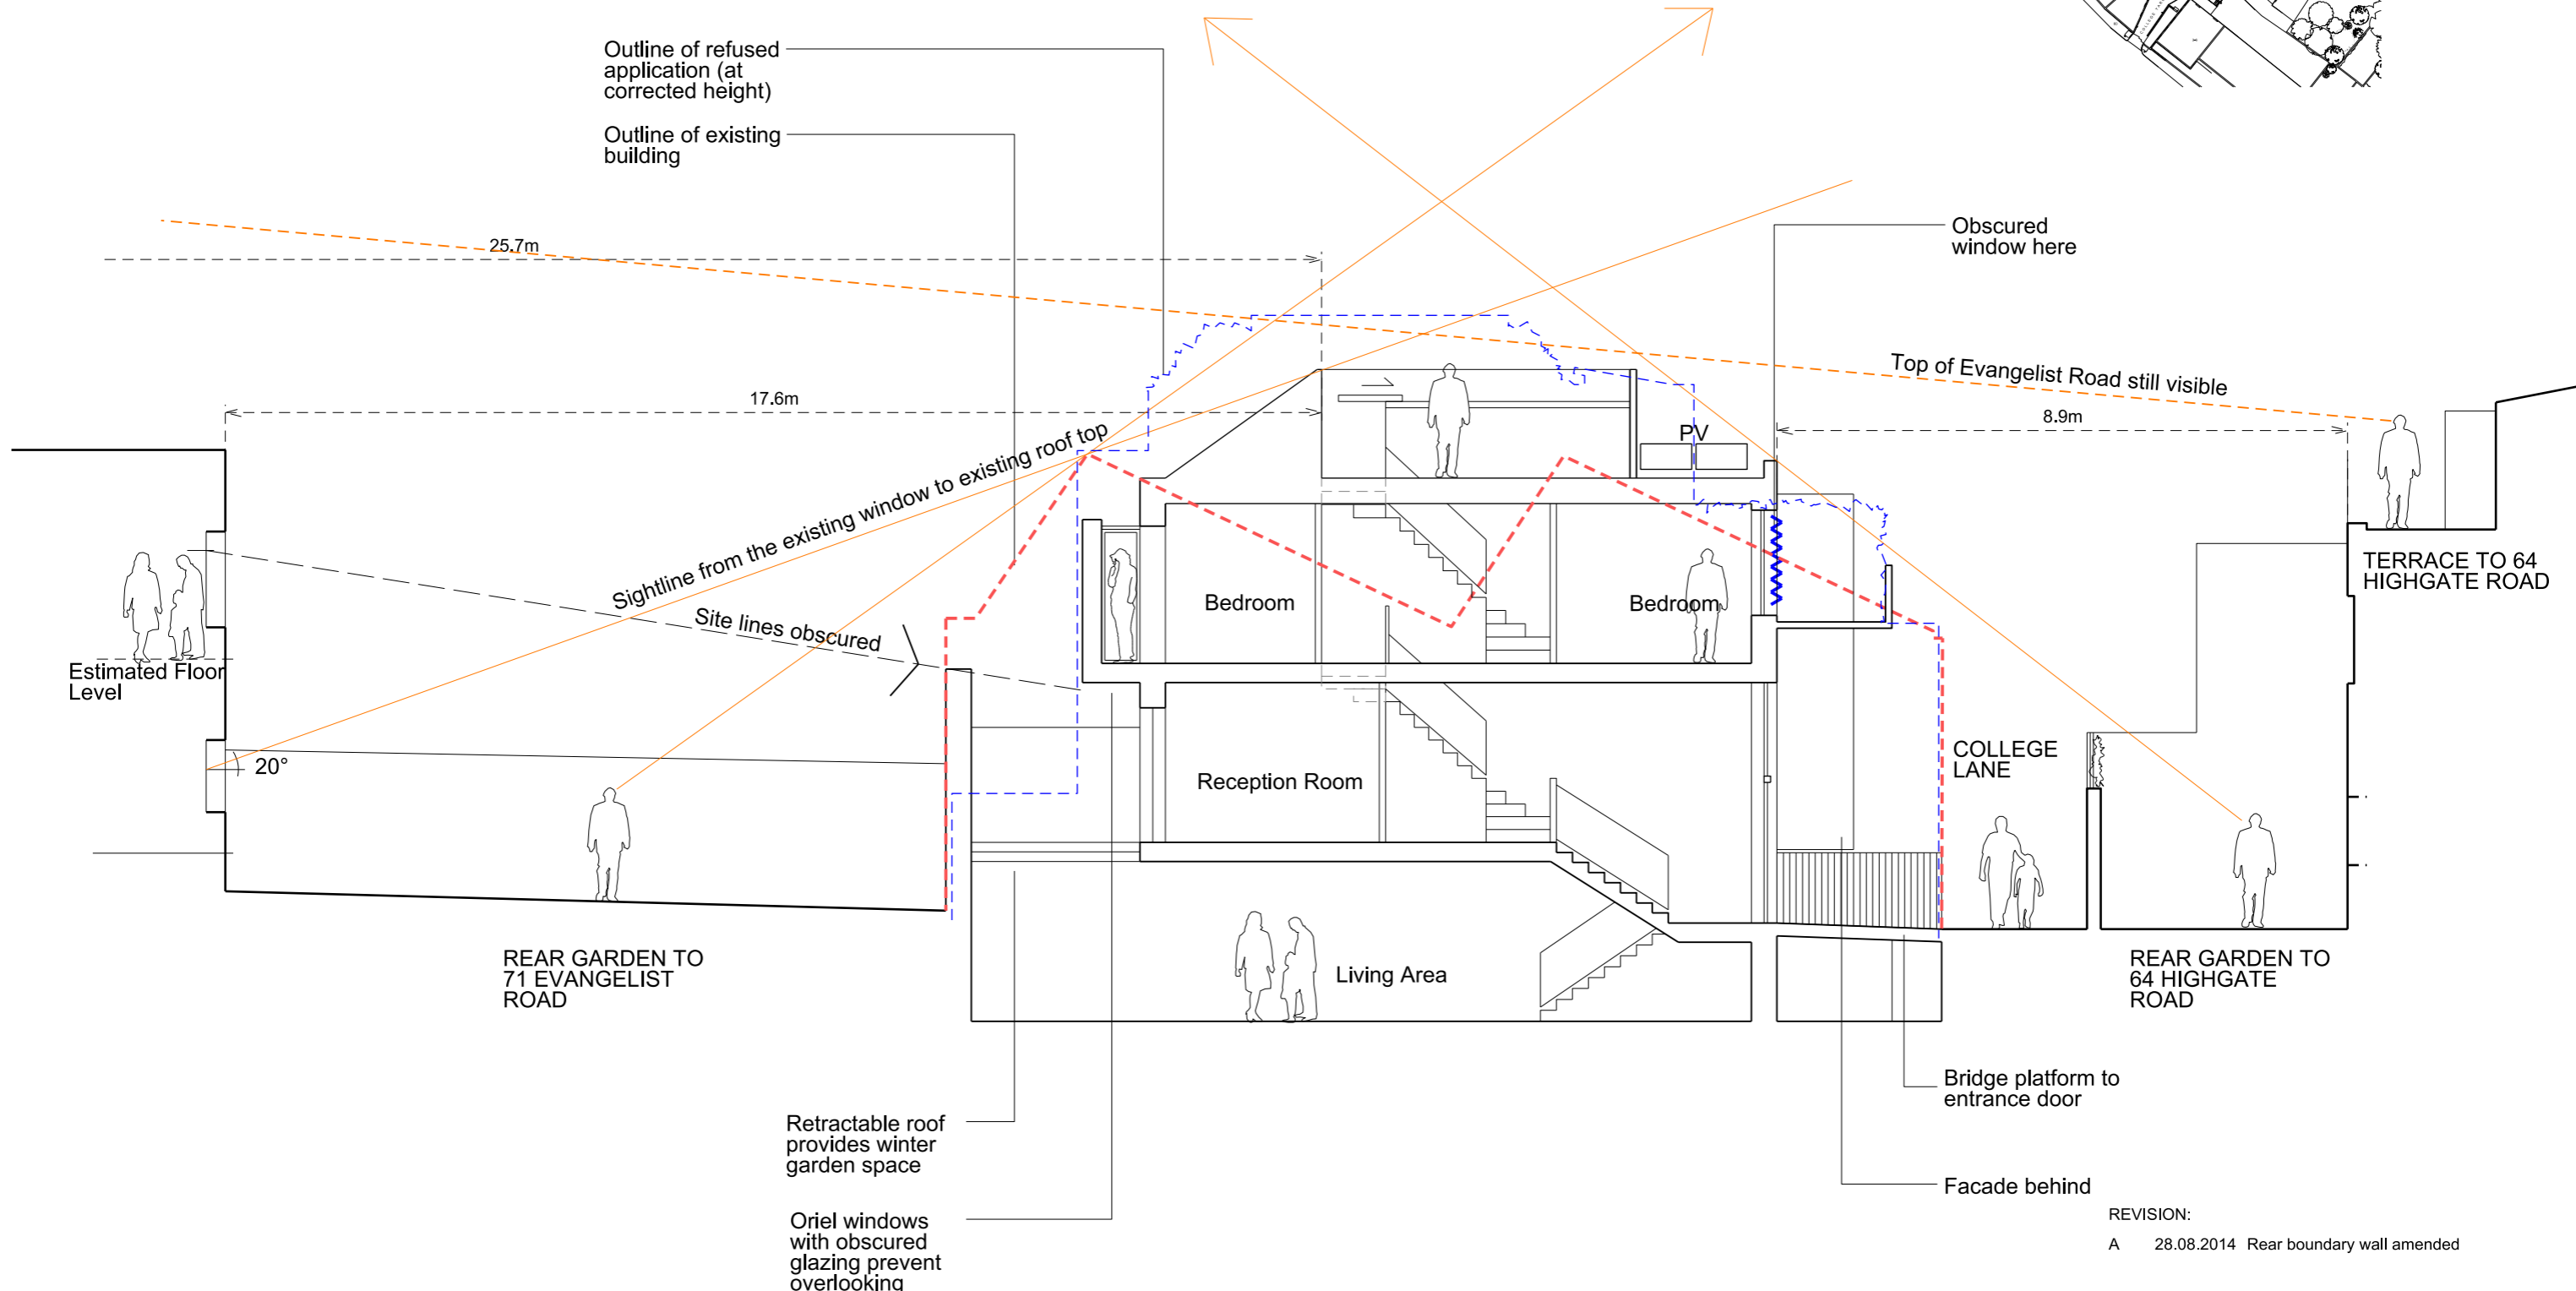 Outline of refused
application (at
corrected height)
Outline of existing
building
25.7m
Obscured
window here
Top of Evangelist Road still visible
17.6m
8.9m
PV
Sightline from the existing window to existing roof top
Site lines obscured
TERRACE TO 64
HIGHGATE ROAD
Bedroom
Bedroom
Estimated Floor
Level
20°
Reception Room
COLLEGE
LANE
REAR GARDEN TO
71 EVANGELIST
ROAD
Living Area
REAR GARDEN TO
64 HIGHGATE
ROAD
Bridge platform to
entrance door
Retractable roof
provides winter
garden space
Facade behind
Oriel windows
with obscured
glazing prevent
overlooking
REVISION:
A 28.08.2014 Rear boundary wall amended